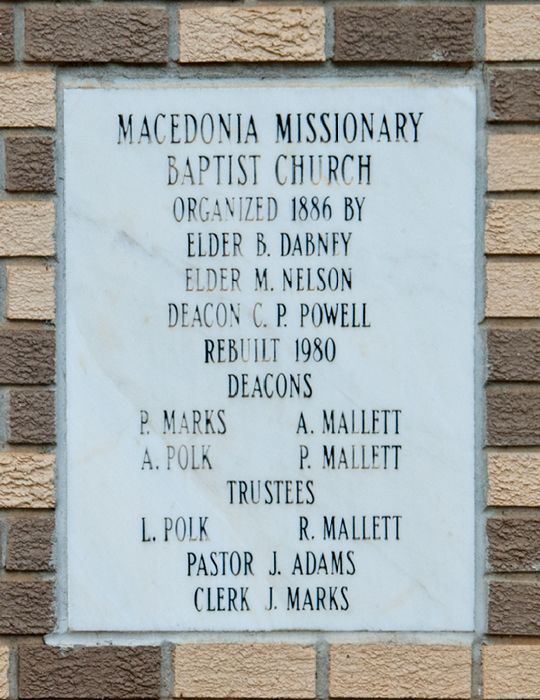 MACEDONIA MISSIONARY
BAPTIST CHURCH
ORGANIZED 1886 BY
ELDER B. DABNEY
ELDER M. NELSON
DEACON C. P. POWELL
REBUILT 1980
DEACONS
P. MARKS A. MALLETT
A. POLK P. MALLETT
TRUSTEES
L. POLK R. MALLETT
PASTOR J. ADAMS
CLERK J. MARKS